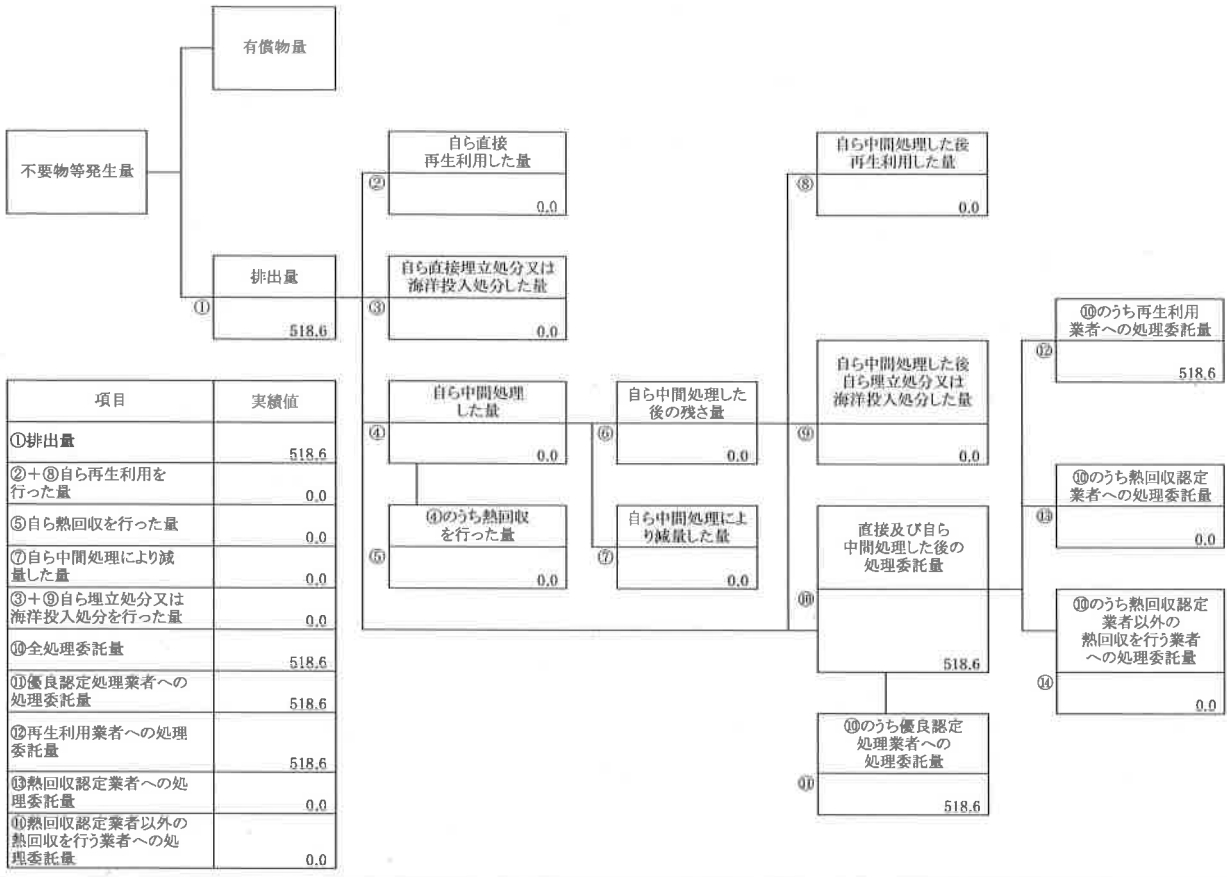 有償物量
不要物等発生量
排出量
①
518.6
自ら直接
再生利用した量
②
0.0
自ら直接埋立処分又は
海洋投入処分した量
③
0.0
自ら中間処理
した量
④
0.0
④のうち熱回収
を行った量
⑤
0.0
自ら中間処理した
後の残さ量
⑥
0.0
自ら中間処理によ
り減量した量
⑦
0.0
自ら中間処理した後
再生利用した量
⑧
0.0
自ら中間処理した後
自ら埋立処分又は
海洋投入処分した量
⑨
0.0
直接及び自ら
中間処理した後の
処理委託量
⑩
518.6
⑩のうち優良認定
処理業者への
処理委託量
⑪
518.6
⑩のうち再生利用
業者への処理委託量
⑫
518.6
⑩のうち熱回収認定
業者への処理委託量
⑬
0.0
⑩のうち熱回収認定
業者以外の
熱回収を行う業者
への処理委託量
⑭
0.0
項目 実績値
①排出量 518.6
②+⑧自ら再生利用を
行った量 0.0
⑤自ら熱回収を行った量 0.0
⑦自ら中間処理により減
量した量 0.0
③+⑨自ら埋立処分又は
海洋投入処分を行った量 0.0
⑩全処理委託量 518.6
⑪優良認定処理業者への
処理委託量 518.6
⑫再生利用業者への処理
委託量 518.6
⑬熱回収認定業者への処
理委託量 0.0
熱回収認定業者以外の
熱回収を行う業者への処
理委託量 0.0